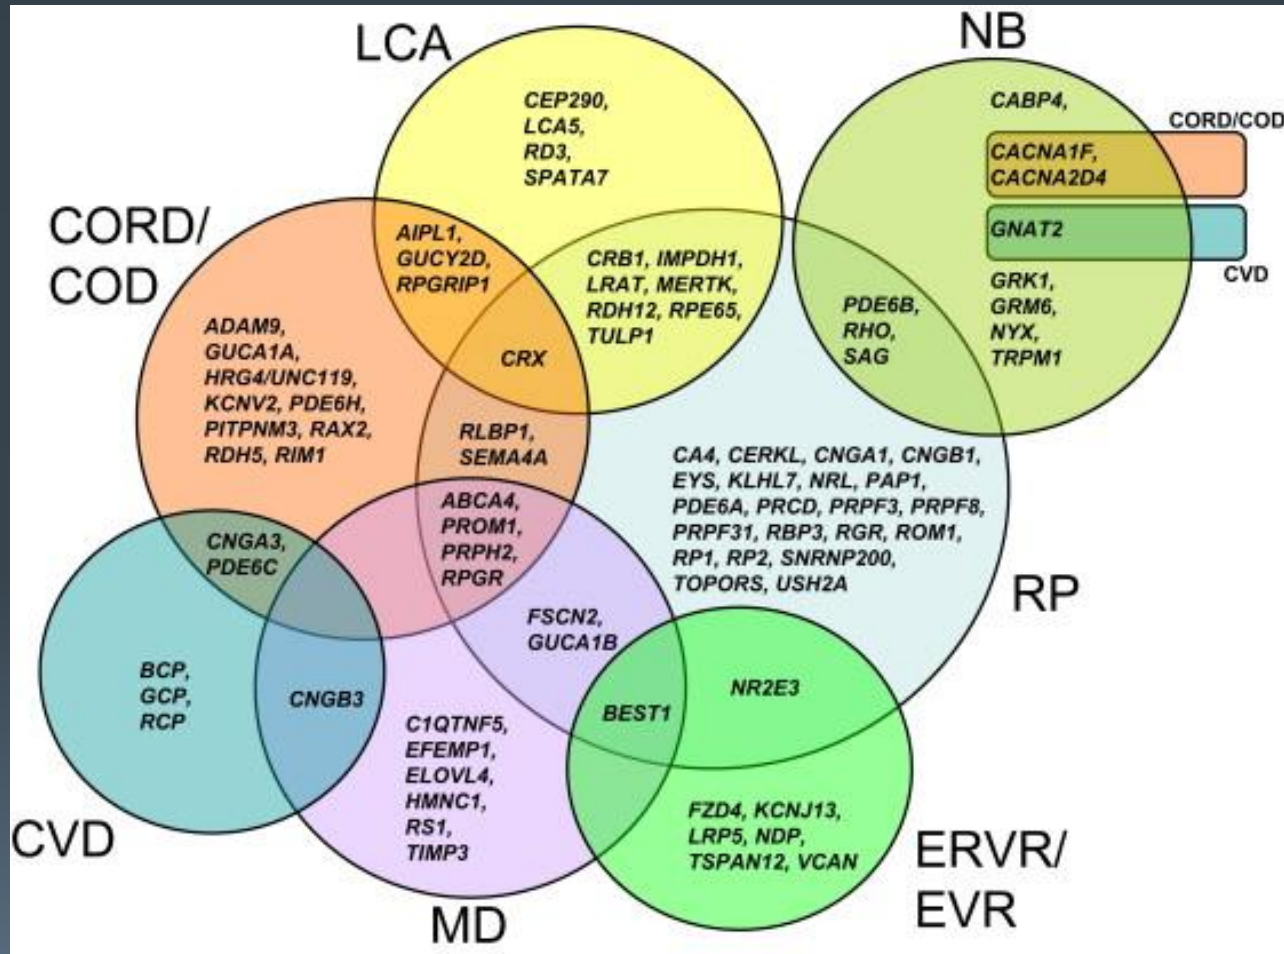 LCA
NB
CEP290,
LCA5,
RD3,
SPATA7
CABP4,
CORD/COD
CACNA1F,
CACNA2D4
GNAT2
CVD
GRK1,
GRM6,
NYX,
TRPM1
CORD/
COD
AIPL1,
GUCY2D,
RPGRIP1
CRB1, IMPDH1,
LRAT, MERTK,
RDH12, RPE65,
TULP1
PDE6B,
RHO,
SAG
ADAM9,
GUCA1A,
HRG4/UNC119,
KCNV2, PDE6H,
PITPNM3, RAX2,
RDH5, RIM1
CRX
RLBP1,
SEMA4A
CA4, CERKL, CNGA1, CNGB1,
EYS, KLHL7, NRL, PAP1,
PDE6A, PRCD, PRPF3, PRPF8,
PRPF31, RBP3, RGR, ROM1,
RP1, RP2, SNRNP200,
TOPORS, USH2A
RP
ABCA4,
PROM1,
PRPH2,
RPGR
CNGA3,
PDE6C
FSCN2,
GUCA1B
BCP,
GCP,
RCP
CNGB3
NR2E3
BEST1
C1QTNF5,
EFEMP1,
ELOVL4,
HMNC1,
RS1,
TIMP3
FZD4, KCNJ13,
LRP5, NDP,
TSPAN12, VCAN
CVD
MD
ERVR/
EVR